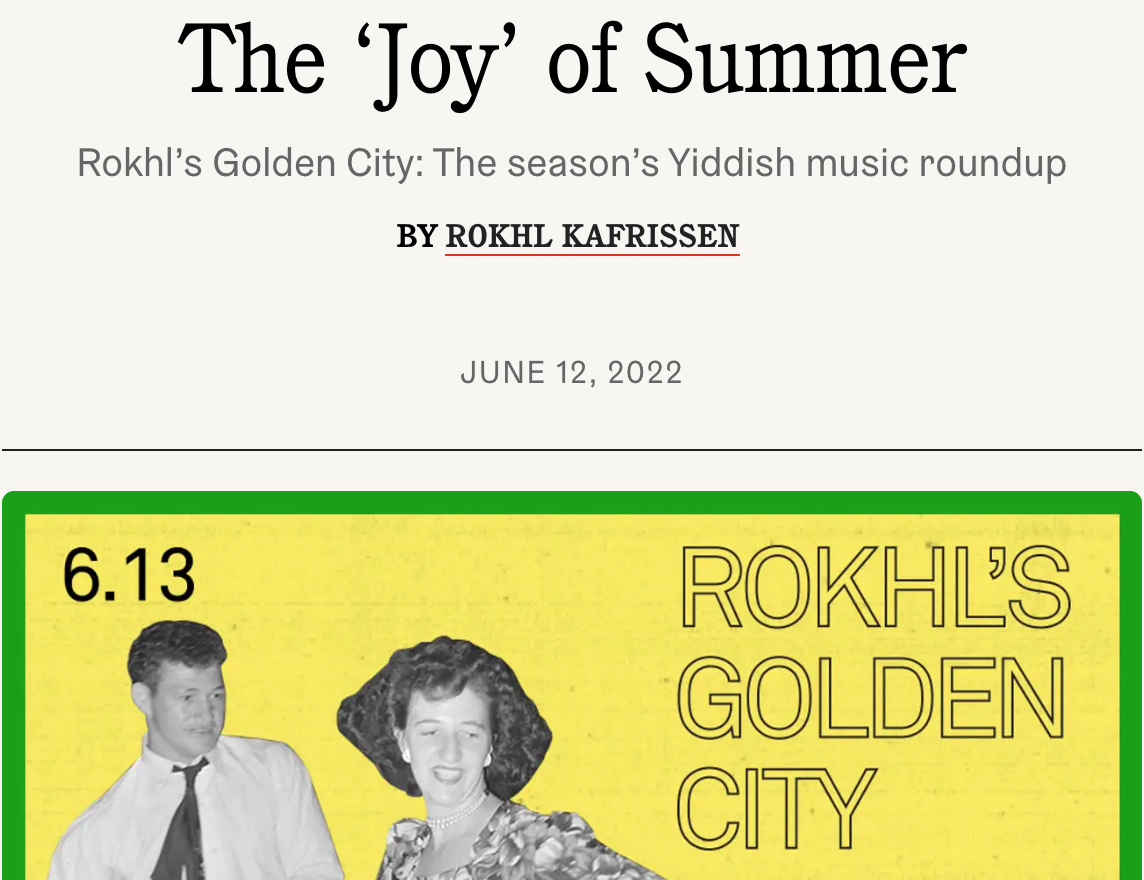 The ‘Joy’ of Summer
Rokhl’s Golden City: The season’s Yiddish music roundup
BY ROKHL KAFRISSEN
JUNE 12, 2022
6.13
ROKHL’S
GOLDEN
CITY